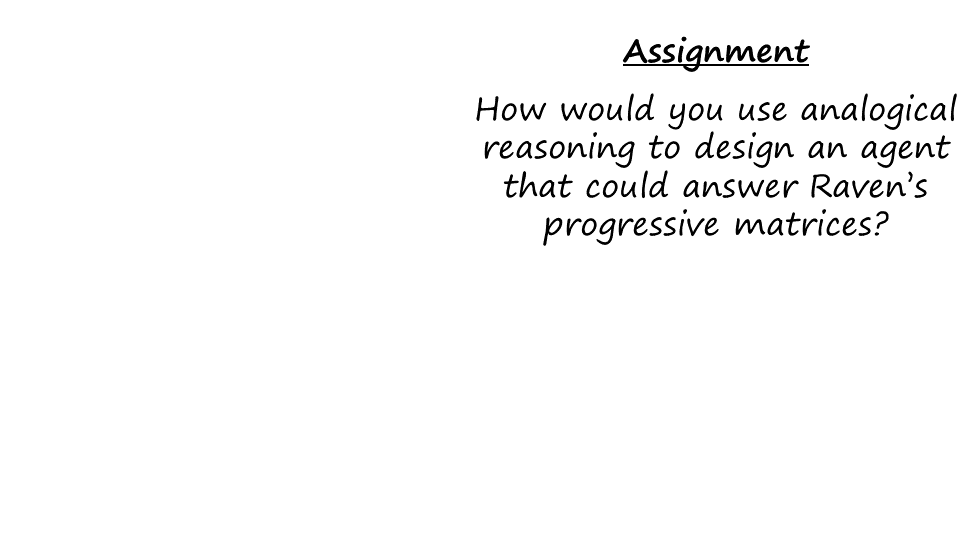 Assignment
How would you use analogical
reasoning to design an agent
that could answer Raven’s
progressive matrices?